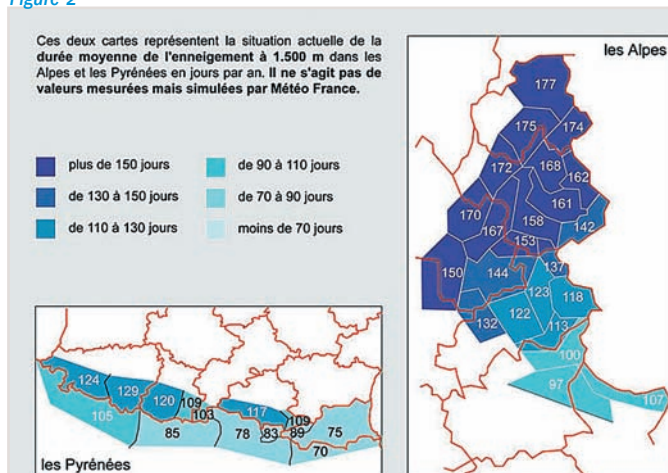 Figure 2
Ces deux cartes représentent la situation actuelle de la
durée moyenne de l'enneigement à 1.500 m dans les
Alpes et les Pyrénées en jours par an. Il ne s'agit pas de
valeurs mesurées mais simulées par Météo France.
plus de 150 jours
de 130 à 150 jours
de 110 à 130 jours
de 90 à 110 jours
de 70 à 90 jours
moins de 70 jours
les Alpes
177
175
174
168
172
162
161
170
158
167
142
153
150
144
137
123
118
122
132
113
100
97
107
124
129
120
109
103
105
117
109
85
78
83
89
75
70
les Pyrénées